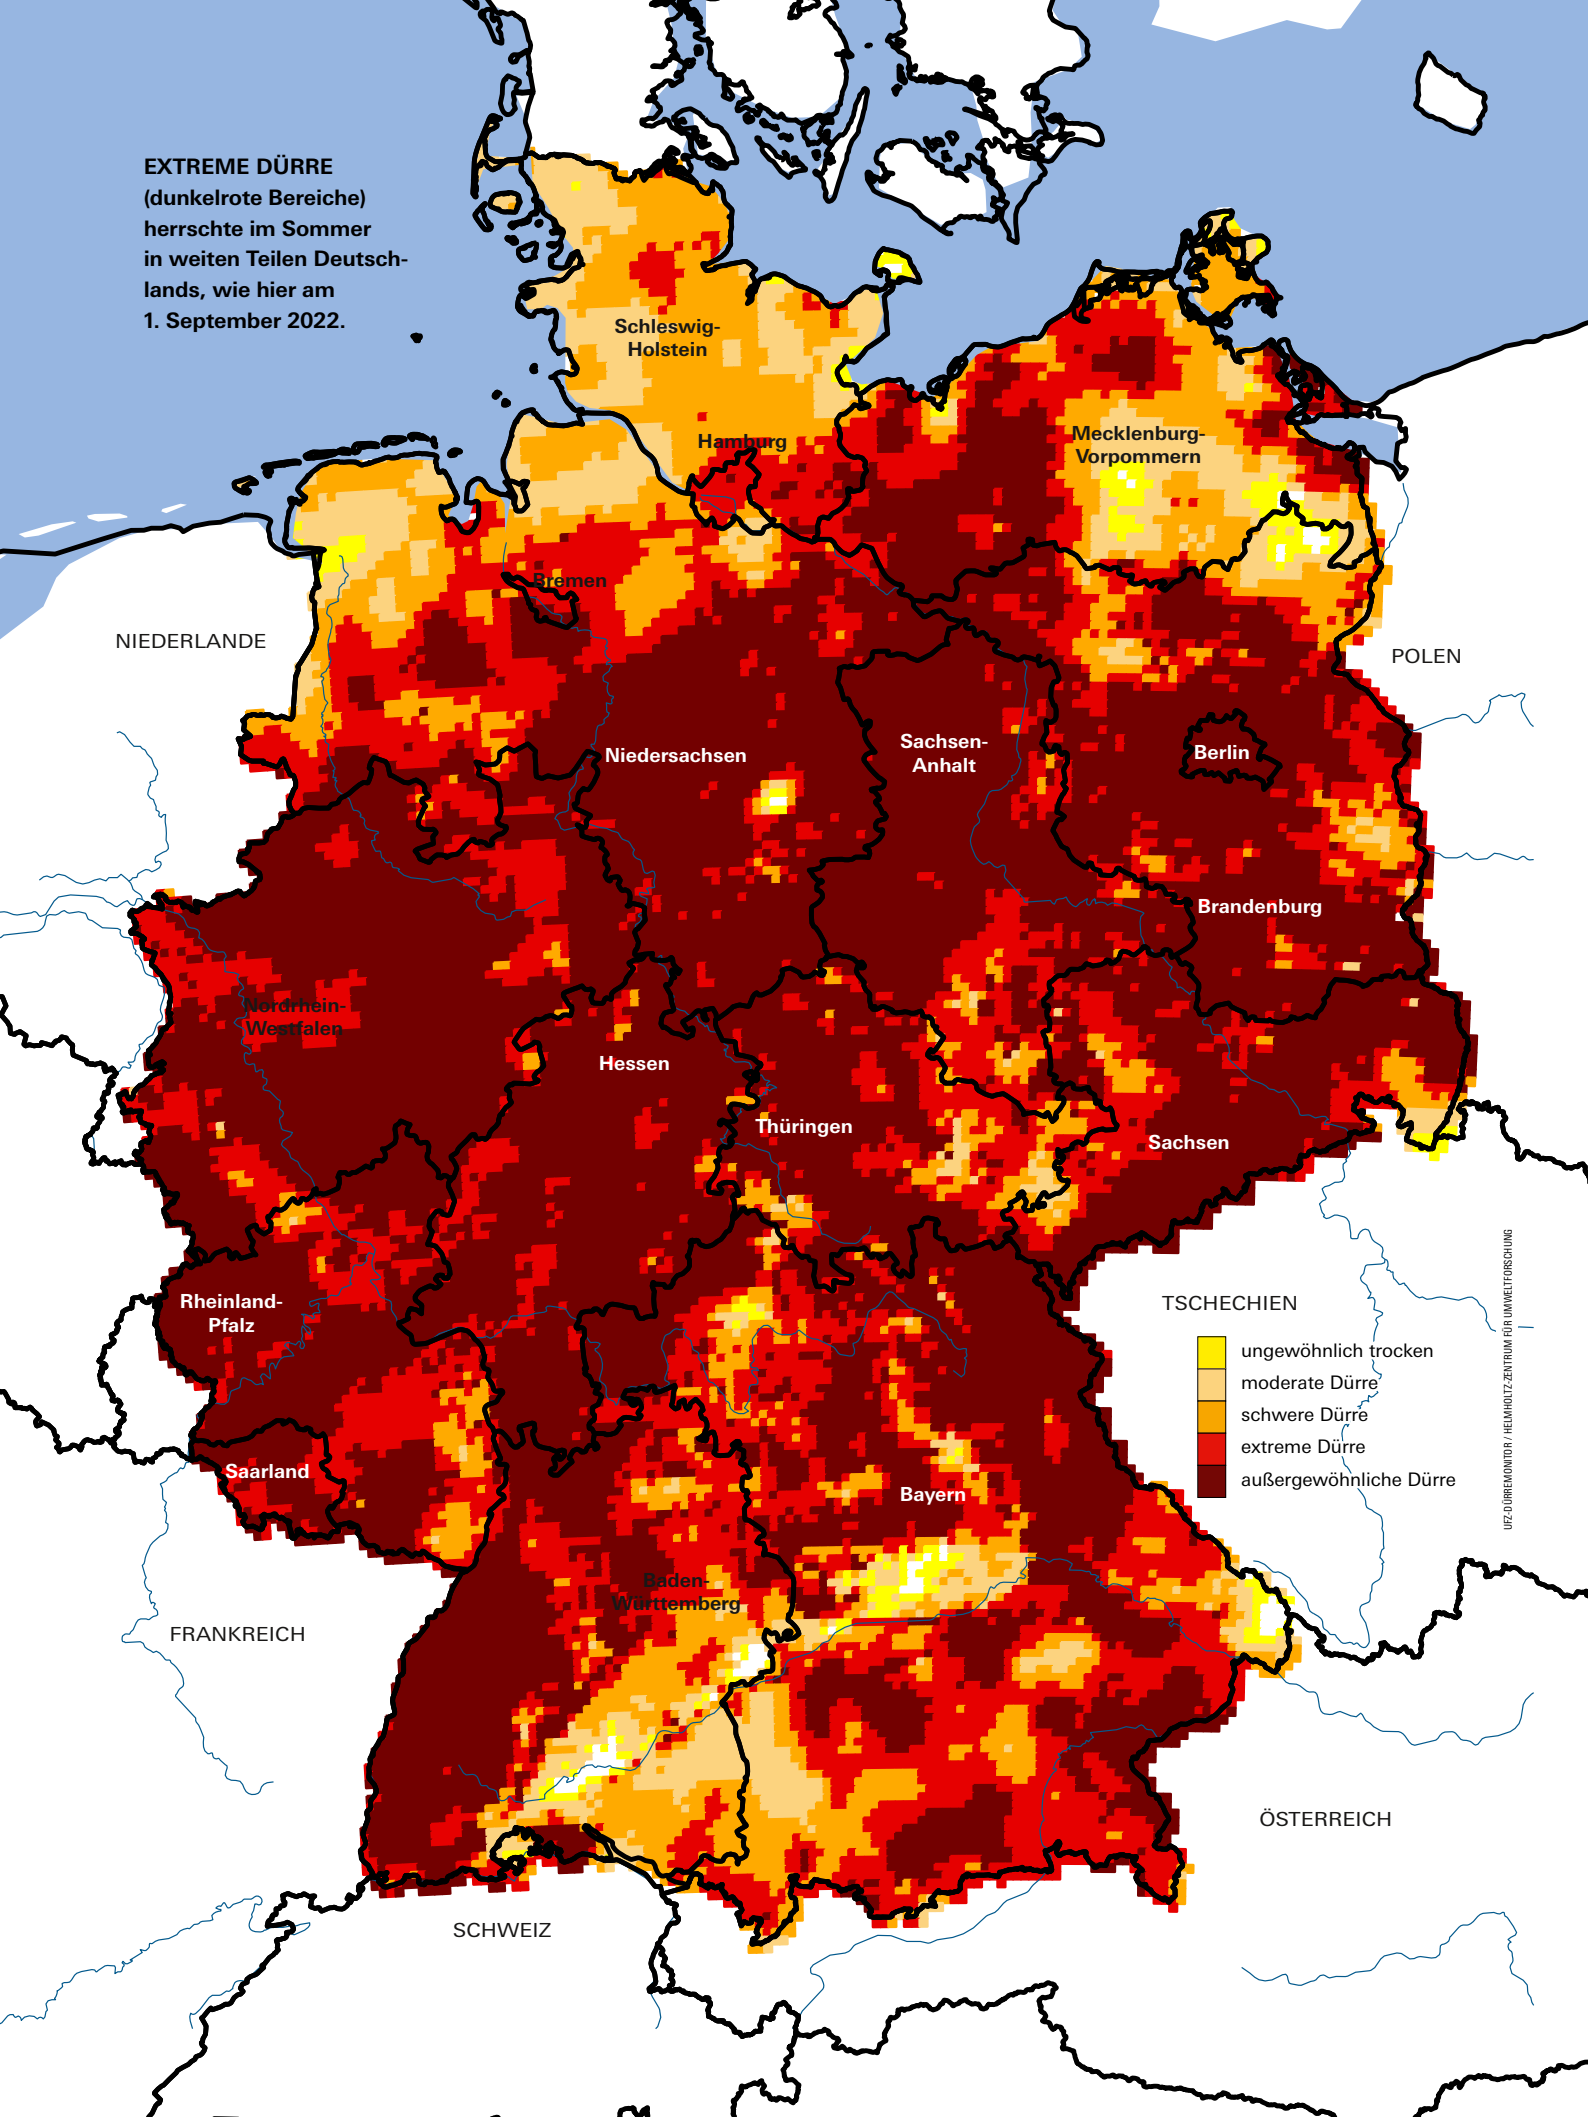 EXTREME DÜRRE
(dunkelrote Bereiche)
herrschte im Sommer
in weiten Teilen Deutsch-
lands, wie hier am
1. September 2022.
Schleswig-
Holstein
Hamburg
Mecklenburg-
Vorpommern
Bremen
NIEDERLANDE
POLEN
Niedersachsen
Sachsen-
Anhalt
Berlin
Brandenburg
Nordrhein-
Westfalen
Hessen
Thüringen
Sachsen
Rheinland-
Pfalz
TSCHECHIEN
ungewöhnlich trocken
moderate Dürre
schwere Dürre
extreme Dürre
außergewöhnliche Dürre
UFZ-DÜRREMONITOR / HELMHOLTZ-ZENTRUM FÜR UMWELTFORSCHUNG
Saarland
Bayern
Baden-
Württemberg
FRANKREICH
ÖSTERREICH
SCHWEIZ